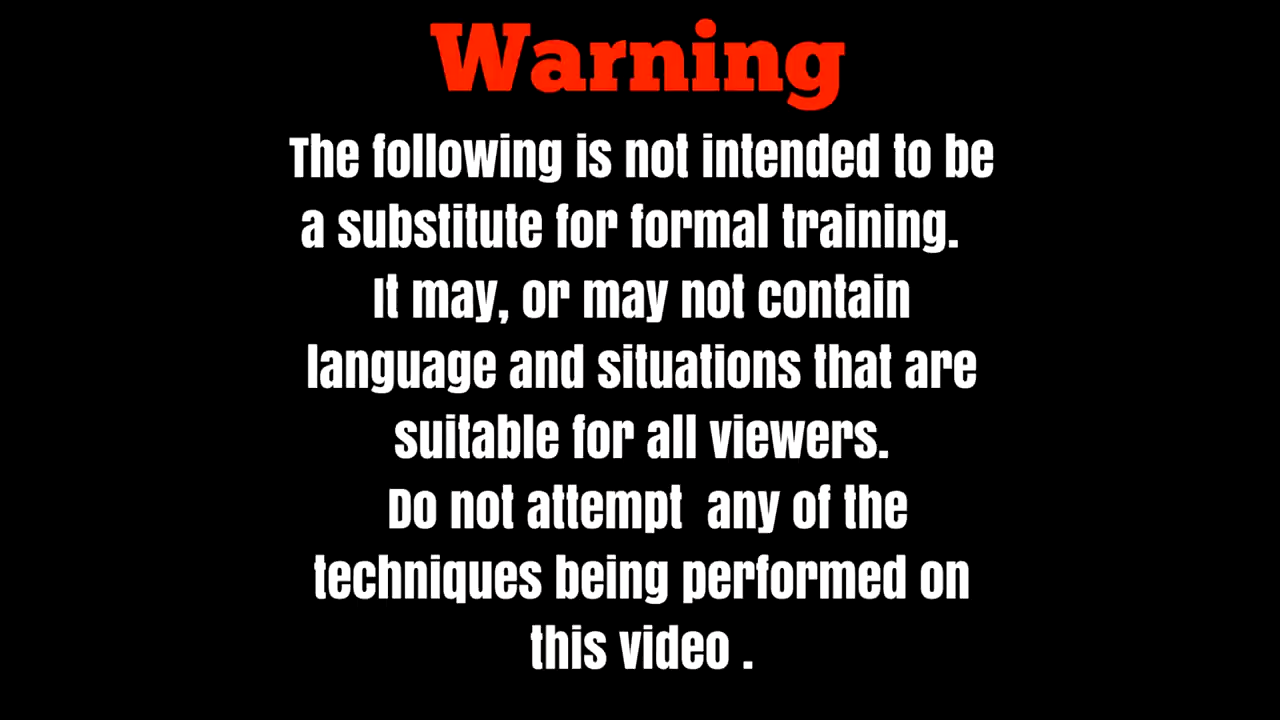 Warning
The following is not intended to be
a substitute for formal training.
It may, or may not contain
language and situations that are
suitable for all viewers.
Do not attempt  any of the
techniques being performed on
this video .